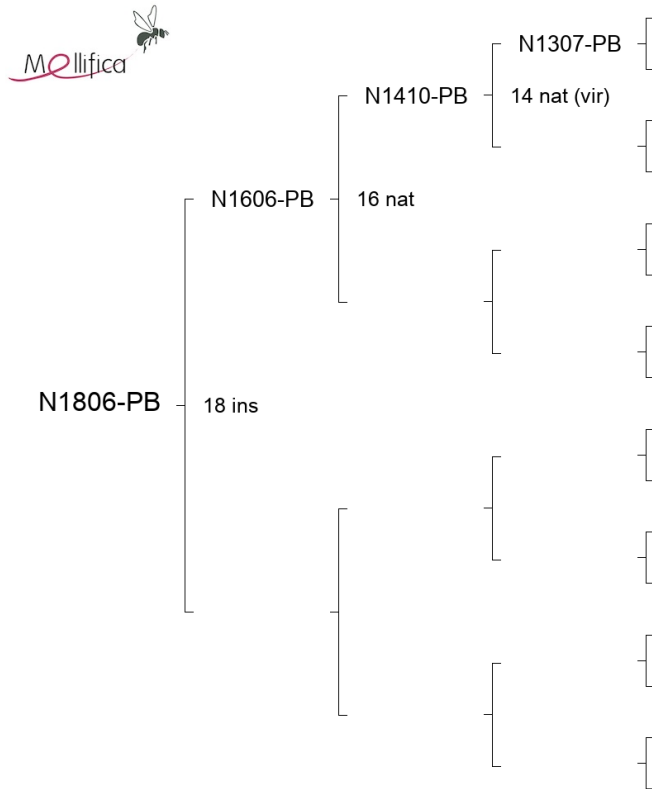 Mellifica
N1307-PB
N1410-PB
14 nat (vir)
N1606-PB
16 nat
N1806-PB
18 ins